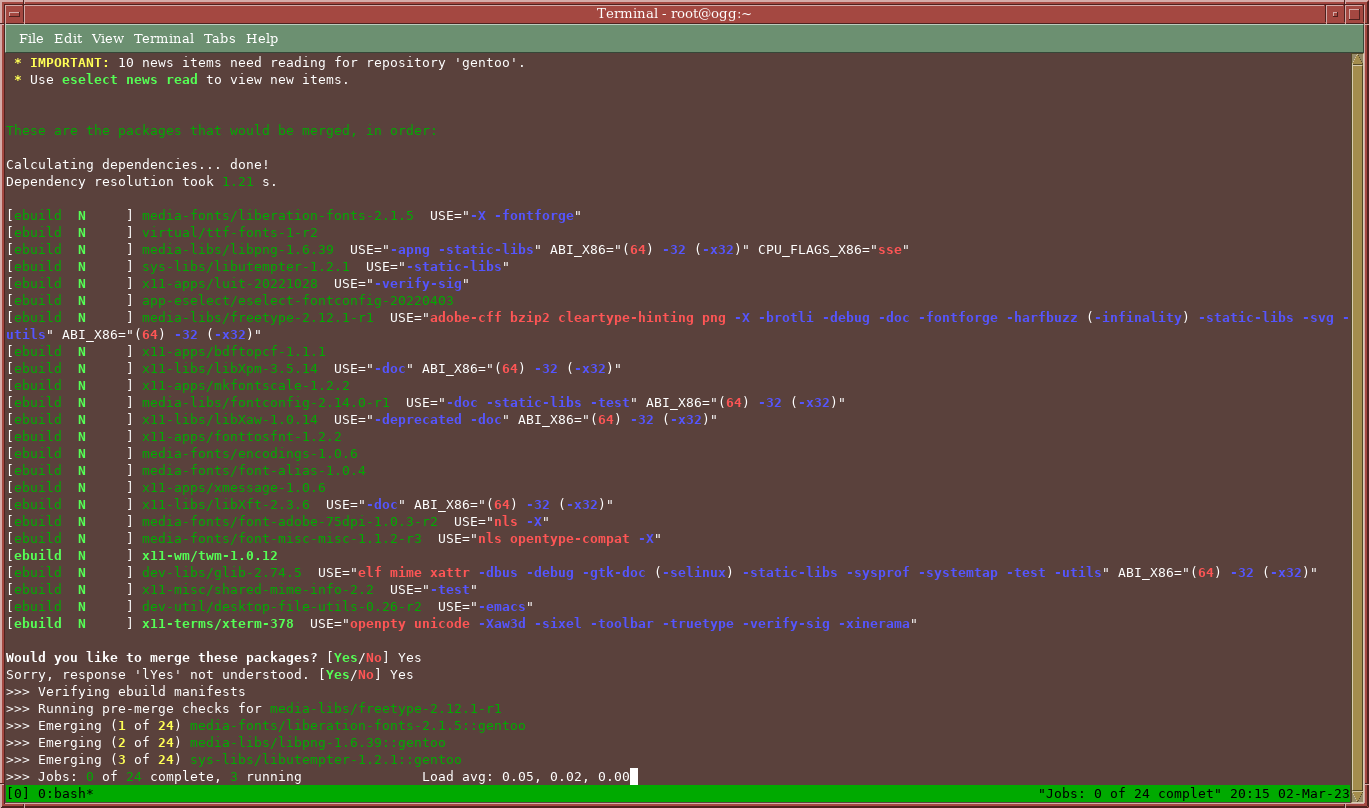 Terminal - root@ogg:~
File Edit View Terminal Tabs Help
 * IMPORTANT: 10 news items need reading for repository 'gentoo'.
 * Use eselect news read to view new items.
These are the packages that would be merged, in order:
Calculating dependencies... done!
Dependency resolution took 1.21 s.
[ebuild  N     ] media-fonts/liberation-fonts-2.1.5  USE="-X -fontforge"
[ebuild  N     ] virtual/ttf-fonts-1-r2
[ebuild  N     ] media-libs/libpng-1.6.39  USE="-apng -static-libs" ABI_X86="(64) -32 (-x32)" CPU_FLAGS_X86="sse"
[ebuild  N     ] sys-libs/libutempter-1.2.1  USE="-static-libs"
[ebuild  N     ] x11-apps/luit-20221028  USE="-verify-sig"
[ebuild  N     ] app-eselect/eselect-fontconfig-20220403
[ebuild  N     ] media-libs/freetype-2.12.1-r1  USE="adobe-cff bzip2 cleartype-hinting png -X -brotli -debug -doc -fontforge -harfbuzz (-infinality) -static-libs -svg -
utils" ABI_X86="(64) -32 (-x32)"
[ebuild  N     ] x11-apps/bdftopcf-1.1.1
[ebuild  N     ] x11-libs/libXpm-3.5.14  USE="-doc" ABI_X86="(64) -32 (-x32)"
[ebuild  N     ] x11-apps/mkfontscale-1.2.2
[ebuild  N     ] media-libs/fontconfig-2.14.0-r1  USE="-doc -static-libs -test" ABI_X86="(64) -32 (-x32)"
[ebuild  N     ] x11-libs/libXaw-1.0.14  USE="-deprecated -doc" ABI_X86="(64) -32 (-x32)"
[ebuild  N     ] x11-apps/fonttosfnt-1.2.2
[ebuild  N     ] media-fonts/encodings-1.0.6
[ebuild  N     ] media-fonts/font-alias-1.0.4
[ebuild  N     ] x11-apps/xmessage-1.0.6
[ebuild  N     ] x11-libs/libXft-2.3.6  USE="-doc" ABI_X86="(64) -32 (-x32)"
[ebuild  N     ] media-fonts/font-adobe-75dpi-1.0.3-r2  USE="nls -X"
[ebuild  N     ] media-fonts/font-misc-misc-1.1.2-r3  USE="nls opentype-compat -X"
[ebuild  N     ] x11-wm/twm-1.0.12
[ebuild  N     ] dev-libs/glib-2.74.5  USE="elf mime xattr -dbus -debug -gtk-doc (-selinux) -static-libs -sysprof -systemtap -test -utils" ABI_X86="(64) -32 (-x32)"
[ebuild  N     ] x11-misc/shared-mime-info-2.2  USE="-test"
[ebuild  N     ] dev-util/desktop-file-utils-0.26-r2  USE="-emacs"
[ebuild  N     ] x11-terms/xterm-378  USE="openpty unicode -Xaw3d -sixel -toolbar -truetype -verify-sig -xinerama"
Would you like to merge these packages? [Yes/No] Yes
Sorry, response 'lYes' not understood. [Yes/No] Yes
>>> Verifying ebuild manifests
>>> Running pre-merge checks for media-libs/freetype-2.12.1-r1
>>> Emerging (1 of 24) media-fonts/liberation-fonts-2.1.5::gentoo
>>> Emerging (2 of 24) media-libs/libpng-1.6.39::gentoo
>>> Emerging (3 of 24) sys-libs/libutempter-1.2.1::gentoo
>>> Jobs: 0 of 24 complete, 3 running               Load avg: 0.05, 0.02, 0.00
[0] 0:bash* "Jobs: 0 of 24 complet" 20:15 02-Mar-23